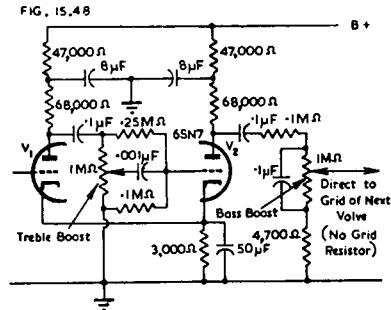 FIG. 15.48
B +
47,000 Ω
8μF
8μF
47,000 Ω
68,000 Ω
68,000 Ω
·1μF
·25MΩ
6SN7
·1μF
·1MΩ
V₁
V₂
1MΩ
·001μF
·1μF
1MΩ
Direct to
Grid of Next
Valve
(No Grid
Resistor)
·1MΩ
Bass Boost
Treble Boost
3,000Ω
50μF
4,700Ω